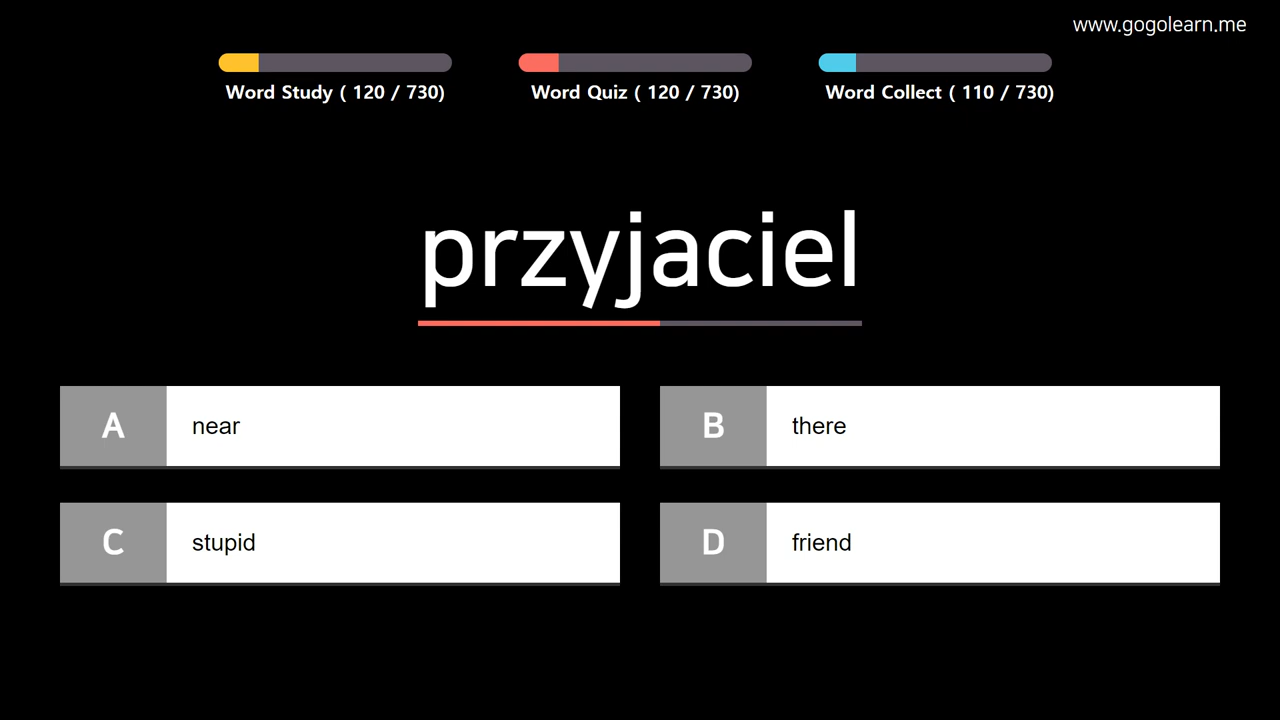 www.gogolearn.me
Word Study ( 120 / 730)
Word Quiz ( 120 / 730)
Word Collect ( 110 / 730)
przyjaciel
A near
B there
C stupid
D friend